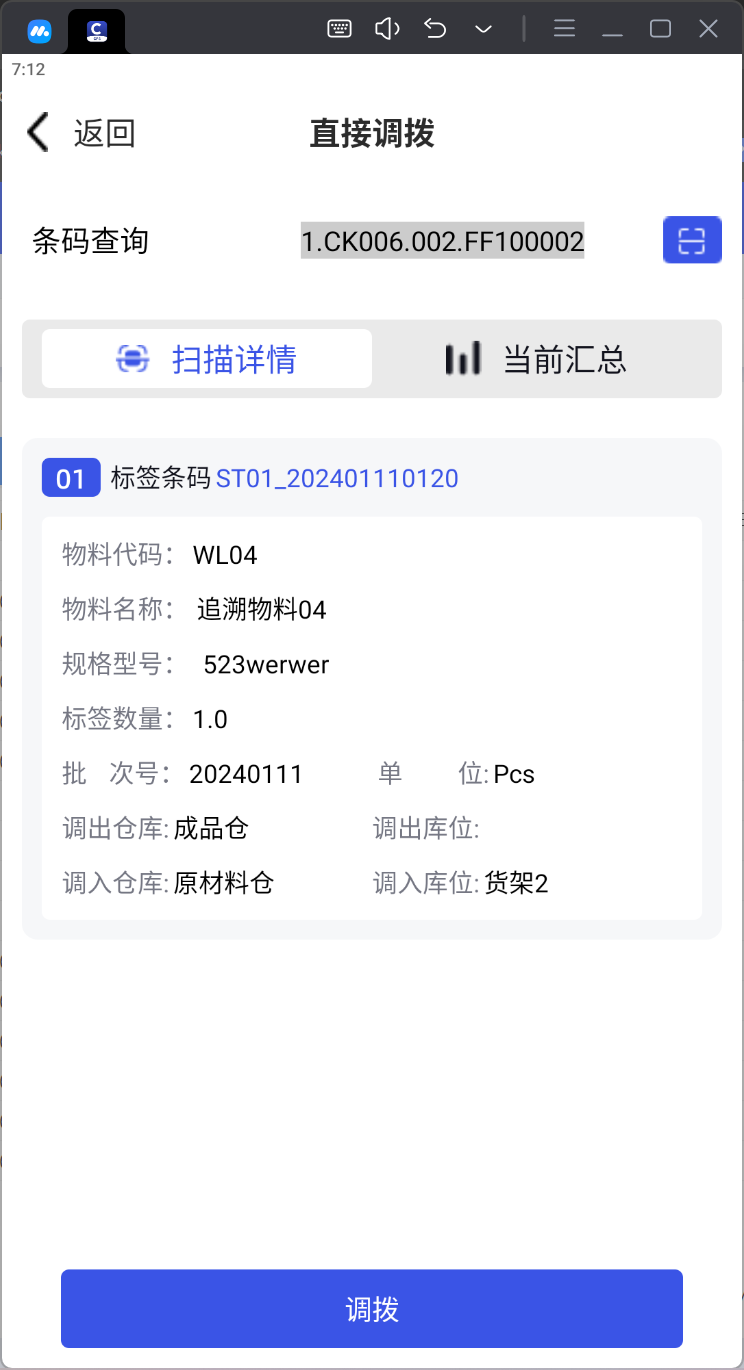 7:12
返回 直接调拨
条码查询 1.CK006.002.FF100002
扫描详情 当前汇总
01 标签条码 ST01_202401110120
物料代码： WL04
物料名称： 追溯物料04
规格型号： 523werwer
标签数量： 1.0
批 次号： 20240111 单 位: Pcs
调出仓库: 成品仓 调出库位:
调入仓库: 原材料仓 调入库位: 货架2
调拨